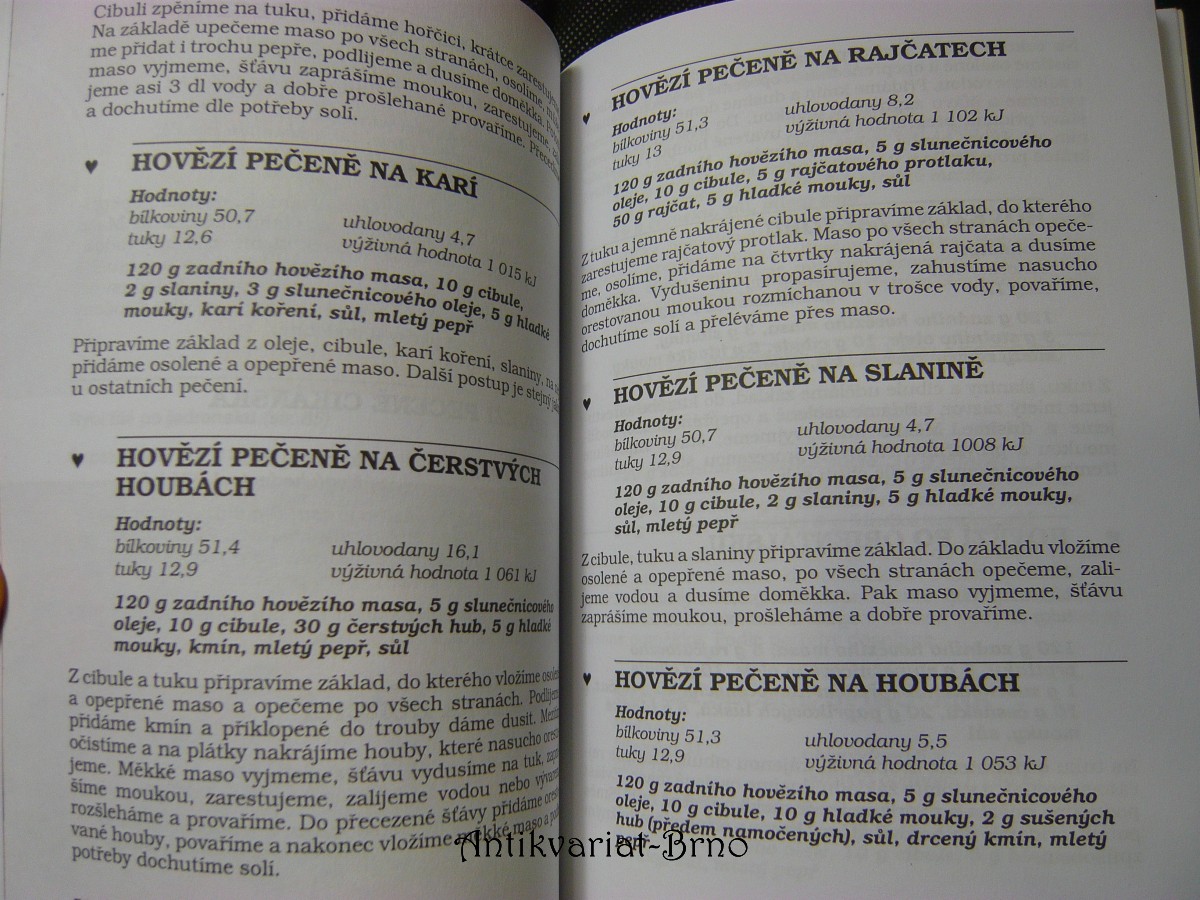 Cibuli zpěníme na tuku, přidáme hořčici, krátce zarestujeme.
Na základě upečeme maso po všech stranách, osolíme,
me přidat i trochu pepře, podlijeme a dusíme doměkka.
maso vyjmeme, šťávu zaprášíme moukou, zarestujeme,
jeme asi 3 dl vody a dobře prošlehané provaříme.
a dochutíme dle potřeby solí.
♥ HOVĚZÍ PEČENĚ NA KARÍ
Hodnoty:
bílkoviny 50,7 uhlovodany 4,7
tuky 12,6 výživná hodnota 1 015 kJ
120 g zadního hovězího masa, 10 g cibule,
2 g slaniny, 3 g slunečnicového oleje, 5 g hladké
mouky, karí koření, sůl, mletý pepř
Připravíme základ z oleje, cibule, karí koření, slaniny, na
přidáme osolené a opepřené maso. Další postup je stejný
u ostatních pečení.
♥ HOVĚZÍ PEČENĚ NA ČERSTVÝCH
HOUBÁCH
Hodnoty:
bílkoviny 51,4 uhlovodany 16,1
tuky 12,9 výživná hodnota 1 061 kJ
120 g zadního hovězího masa, 5 g slunečnicového
oleje, 10 g cibule, 30 g čerstvých hub, 5 g hladké
mouky, kmín, mletý pepř, sůl
Z cibule a tuku připravíme základ, do kterého vložíme
a opepřené maso a opečeme po všech stranách. Podlijeme
přidáme kmín a přiklopené do trouby dáme dusit.
očistíme a na plátky nakrájíme houby, které nasucho
jeme. Měkké maso vyjmeme, šťávu vydusíme na tuk,
šíme moukou, zarestujeme, zalijeme vodou nebo
rozšleháme a provaříme. Do přecezené šťávy přidáme
vané houby, povaříme a nakonec vložíme měkké maso a
potřeby dochutíme solí.
♥ HOVĚZÍ PEČENĚ NA RAJČATECH
Hodnoty:
bílkoviny 51,3 uhlovodany 8,2
tuky 13 výživná hodnota 1 102 kJ
120 g zadního hovězího masa, 5 g slunečnicového
oleje, 10 g cibule, 5 g rajčatového protlaku,
50 g rajčat, 5 g hladké mouky, sůl
Z tuku a jemně nakrájené cibule připravíme základ, do kterého
zarestujeme rajčatový protlak. Maso po všech stranách opeče-
me, osolíme, přidáme na čtvrtky nakrájená rajčata a dusíme
doměkka. Vydušeninu propasírujeme, zahustíme nasucho
orestovanou moukou rozmíchanou v trošce vody, povaříme,
dochutíme solí a přeléváme přes maso.
♥ HOVĚZÍ PEČENĚ NA SLANINĚ
Hodnoty:
bílkoviny 50,7 uhlovodany 4,7
tuky 12,9 výživná hodnota 1008 kJ
120 g zadního hovězího masa, 5 g slunečnicového
oleje, 10 g cibule, 2 g slaniny, 5 g hladké mouky,
sůl, mletý pepř
Z cibule, tuku a slaniny připravíme základ. Do základu vložíme
osolené a opepřené maso, po všech stranách opečeme, zali-
jeme vodou a dusíme doměkka. Pak maso vyjmeme, šťávu
zaprášíme moukou, prošleháme a dobře provaříme.
♥ HOVĚZÍ PEČENĚ NA HOUBÁCH
Hodnoty:
bílkoviny 51,3 uhlovodany 5,5
tuky 12,9 výživná hodnota 1 053 kJ
120 g zadního hovězího masa, 5 g slunečnicového
oleje, 10 g cibule, 10 g hladké mouky, 2 g sušených
hub (předem namočených), sůl, drcený kmín, mletý
pepř
Antikvariat-Brno